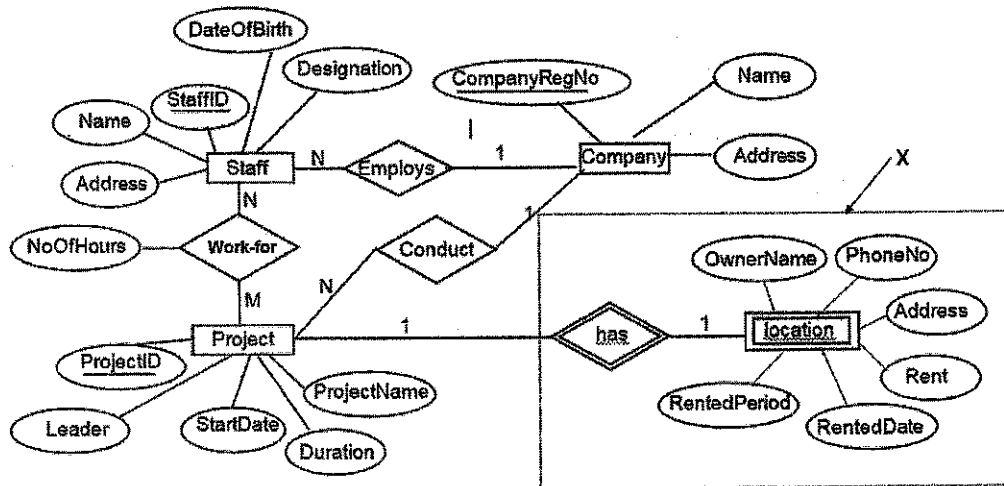 DateOfBirth
Designation
StaffID
Name
Address
Staff
N
Employs
1
CompanyRegNo
Name
Company
Address
X
N
NoOfHours
Work-for
M
Conduct
1
N
Project
1
has
1
location
OwnerName
PhoneNo
Address
Rent
RentedDate
RentedPeriod
ProjectID
Leader
StartDate
Duration
ProjectName